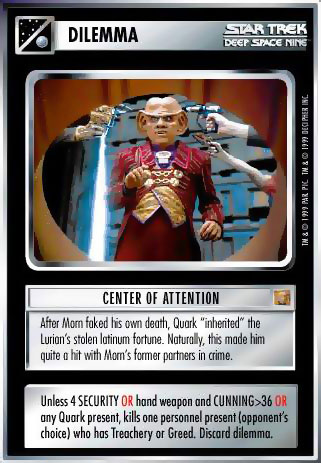 DILEMMA
STAR TREK
DEEP SPACE NINE
TM & © 1999 PAR. PIC. TM & © 1999 DECIPHER INC.
CENTER OF ATTENTION
After Morn faked his own death, Quark “inherited” the
Lurian's stolen latinum fortune. Naturally, this made him
quite a hit with Morn's former partners in crime.
Unless 4 SECURITY OR hand weapon and CUNNING>36 OR
any Quark present, kills one personnel present (opponent's
choice) who has Treachery or Greed. Discard dilemma.